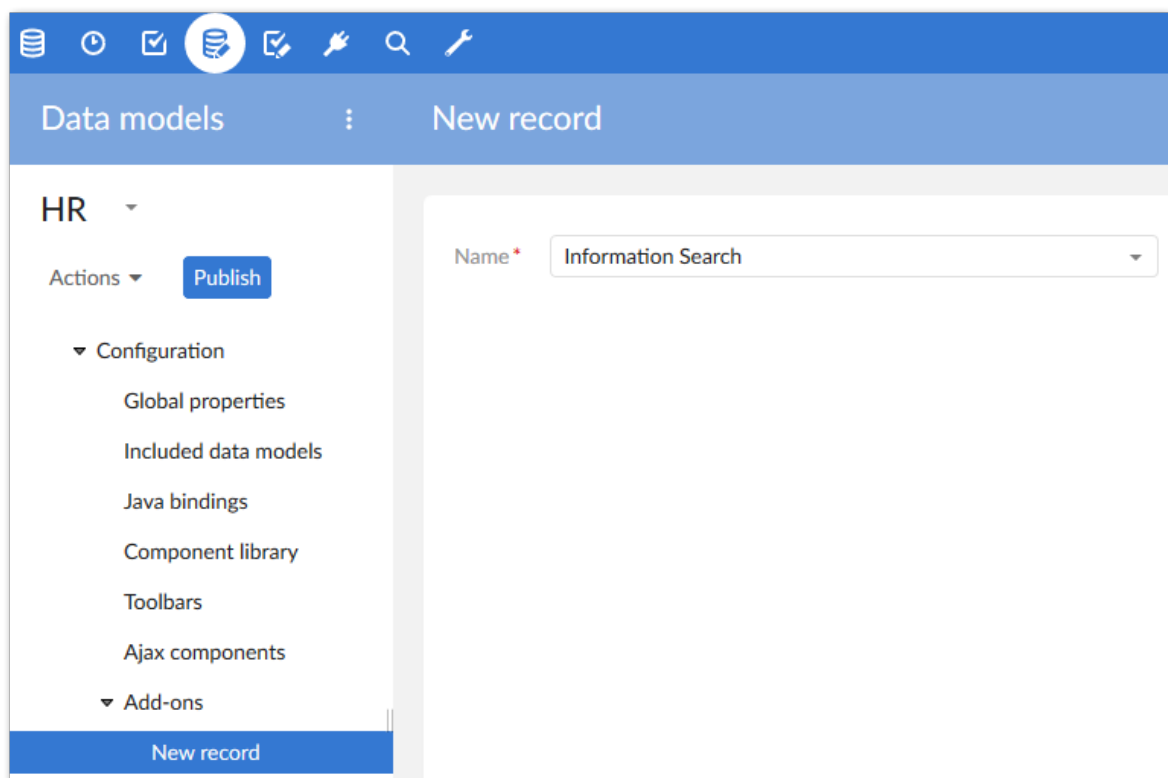 Data models
New record
HR
Actions
Publish
Name*
Information Search
Configuration
Global properties
Included data models
Java bindings
Component library
Toolbars
Ajax components
Add-ons
New record